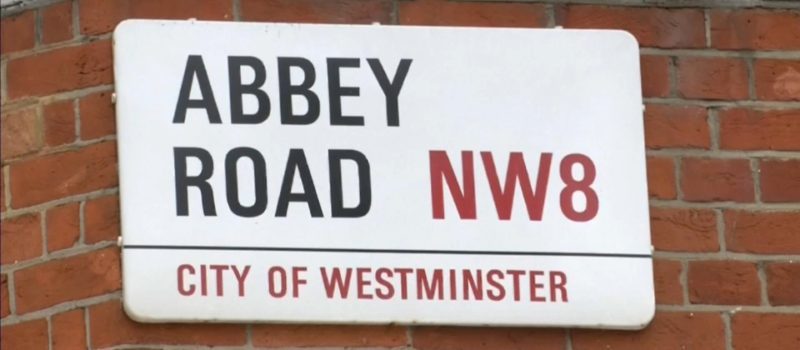 ABBEY
ROAD NW8
CITY OF WESTMINSTER